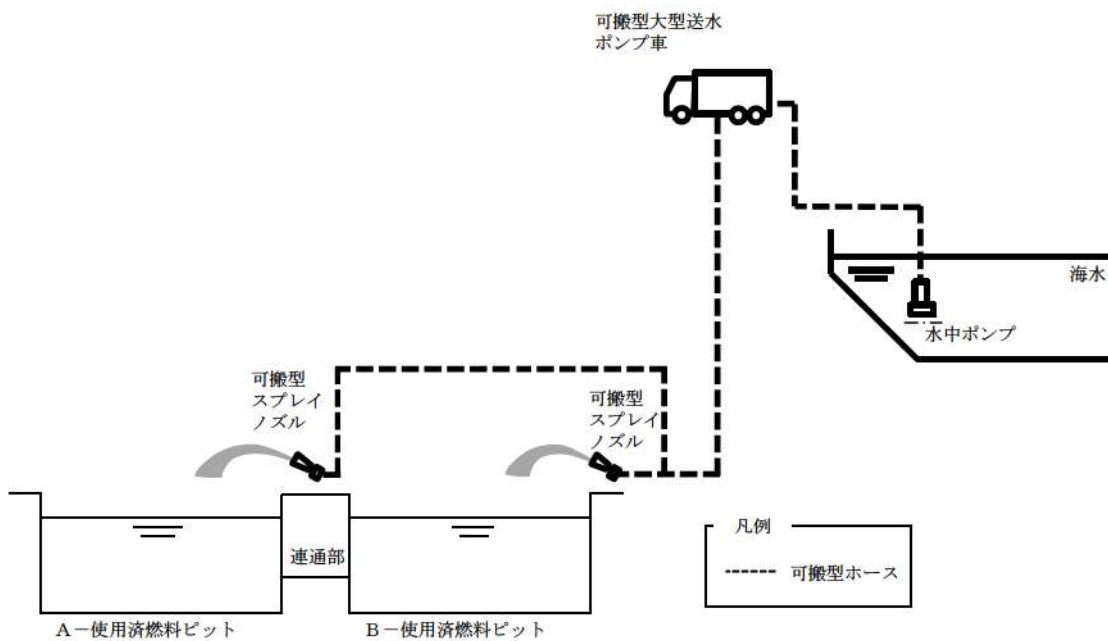 可搬型大型送水
ポンプ車
海水
水中ポンプ
可搬型
スプレイ
ノズル
可搬型
スプレイ
ノズル
連通部
凡例
可搬型ホース
A－使用済燃料ピット
B－使用済燃料ピット